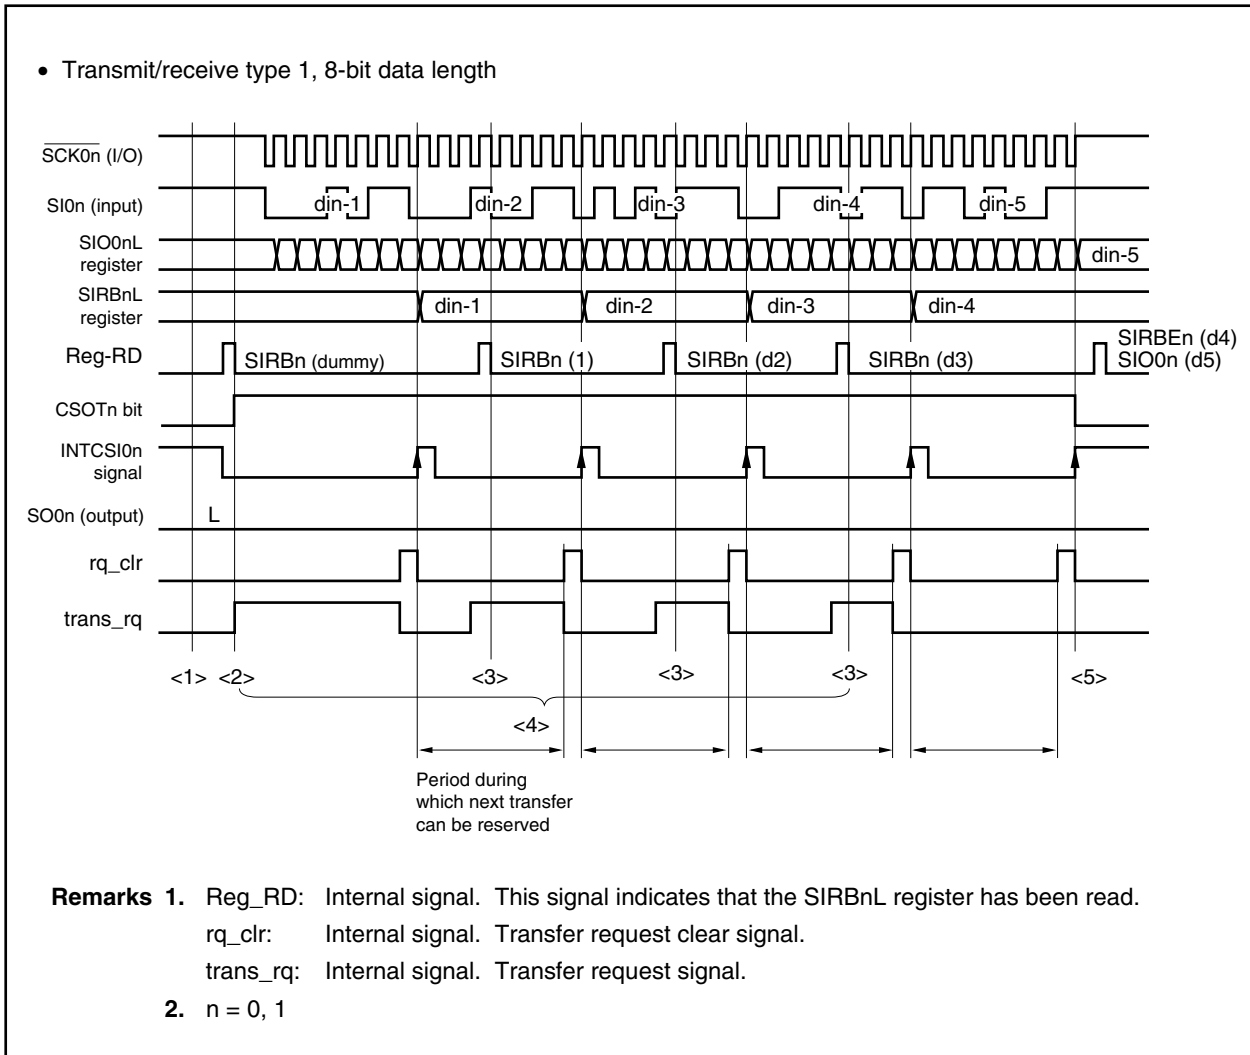 • Transmit/receive type 1, 8-bit data length
SCK0n (I/O)
SI0n (input)
din-1
din-2
din-3
din-4
din-5
SIO0nL
register
din-5
SIRBnL
register
din-1
din-2
din-3
din-4
Reg-RD
SIRBn (dummy)
SIRBn (1)
SIRBn (d2)
SIRBn (d3)
SIRBEn (d4)
SIO0n (d5)
CSOTn bit
INTCSI0n
signal
SO0n (output)
L
rq_clr
trans_rq
<1> <2> <3> <3> <3> <5>
<4>
Period during
which next transfer
can be reserved
Remarks 1. Reg_RD: Internal signal. This signal indicates that the SIRBnL register has been read.
rq_clr: Internal signal. Transfer request clear signal.
trans_rq: Internal signal. Transfer request signal.
2. n = 0, 1